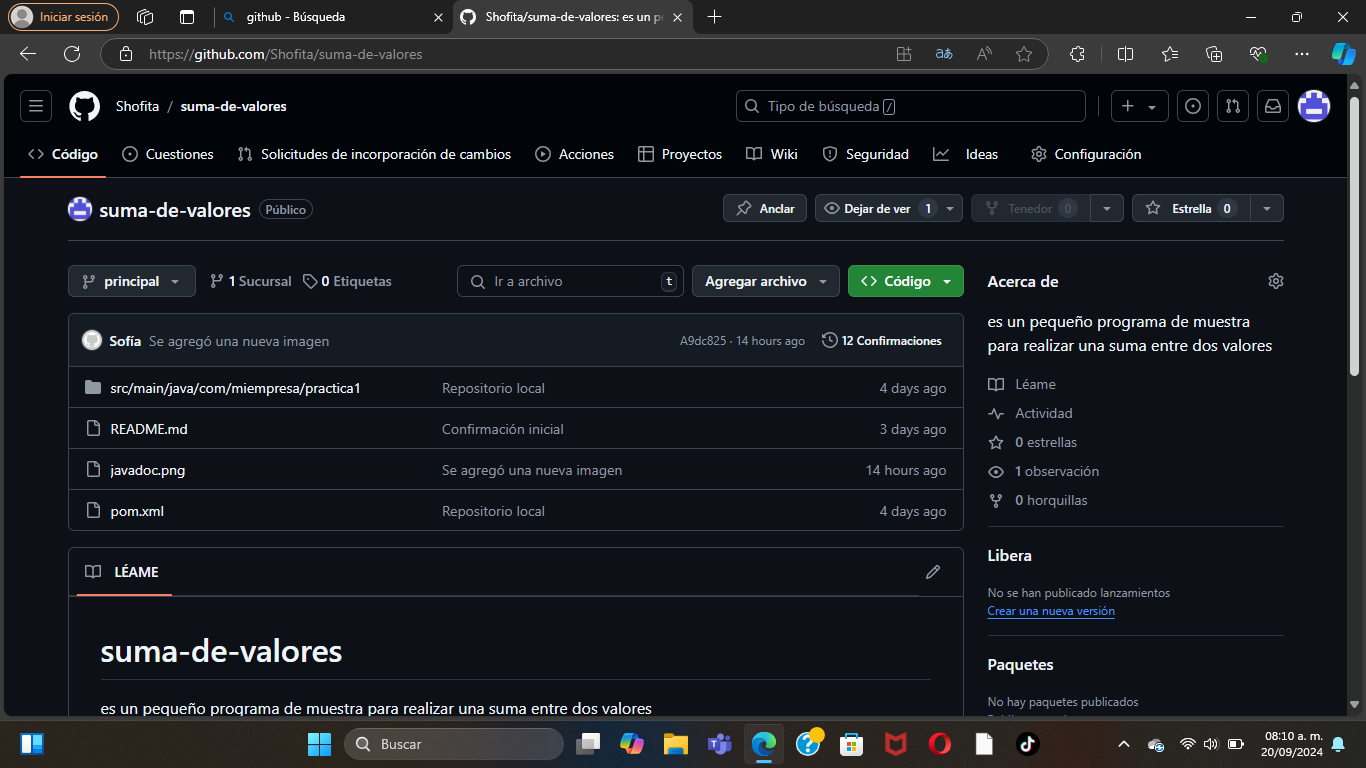 Iniciar sesión
github - Búsqueda
Shofita/suma-de-valores: es un p
https://github.com/Shofita/suma-de-valores
Shofita / suma-de-valores
Tipo de búsqueda /
Código Cuestiones Solicitudes de incorporación de cambios Acciones Proyectos Wiki Seguridad Ideas Configuración
suma-de-valores Público
Anclar Dejar de ver 1 Tenedor 0 Estrella 0
principal 1 Sucursal 0 Etiquetas Ir a archivo t Agregar archivo Código
Sofía Se agregó una nueva imagen A9dc825 · 14 hours ago 12 Confirmaciones
src/main/java/com/miempresa/practica1 Repositorio local 4 days ago
README.md Confirmación inicial 3 days ago
javadoc.png Se agregó una nueva imagen 14 hours ago
pom.xml Repositorio local 4 days ago
LÉAME
suma-de-valores
es un pequeño programa de muestra para realizar una suma entre dos valores
Acerca de
es un pequeño programa de muestra
para realizar una suma entre dos valores
Léame
Actividad
0 estrellas
1 observación
0 horquillas
Libera
No se han publicado lanzamientos
Crear una nueva versión
Paquetes
No hay paquetes publicados
Buscar
08:10 a. m.
20/09/2024